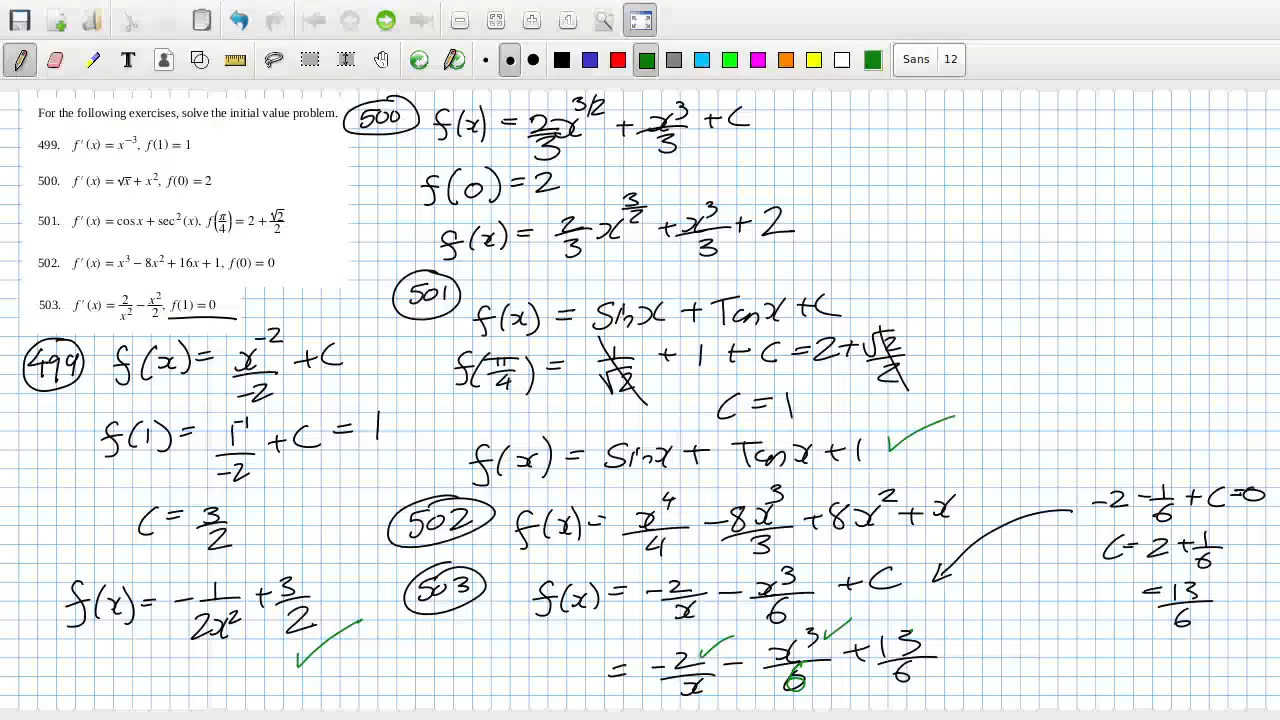 Sans 12
For the following exercises, solve the initial value problem.
499. f′(x) = x⁻³, f(1) = 1
500. f′(x) = √x + x², f(0) = 2
501. f′(x) = cos x + sec²(x), f(π/4) = 2 + √2/2
502. f′(x) = x³ − 8x² + 16x + 1, f(0) = 0
503. f′(x) = 2/x² − x²/2, f(1) = 0
499 f(x) = x⁻²/-2 + C
f(1) = 1⁻¹/-2 + C = 1
C = 3/2
f(x) = -1/2x² + 3/2
500 f(x) = 2/3 x^3/2 + x³/3 + C
f(0) = 2
f(x) = 2/3 x^3/2 + x³/3 + 2
501 f(x) = Sinx + Tanx + C
f(π/4) = 1/√2 + 1 + C = 2 + √2/2
C = 1
f(x) = Sinx + Tanx + 1
502 f(x) = x⁴/4 - 8x³/3 + 8x² + x
503 f(x) = -2/x - x³/6 + C
= -2/x - x³/6 + 13/6
-2 - 1/6 + C = 0
C = 2 + 1/6
= 13/6